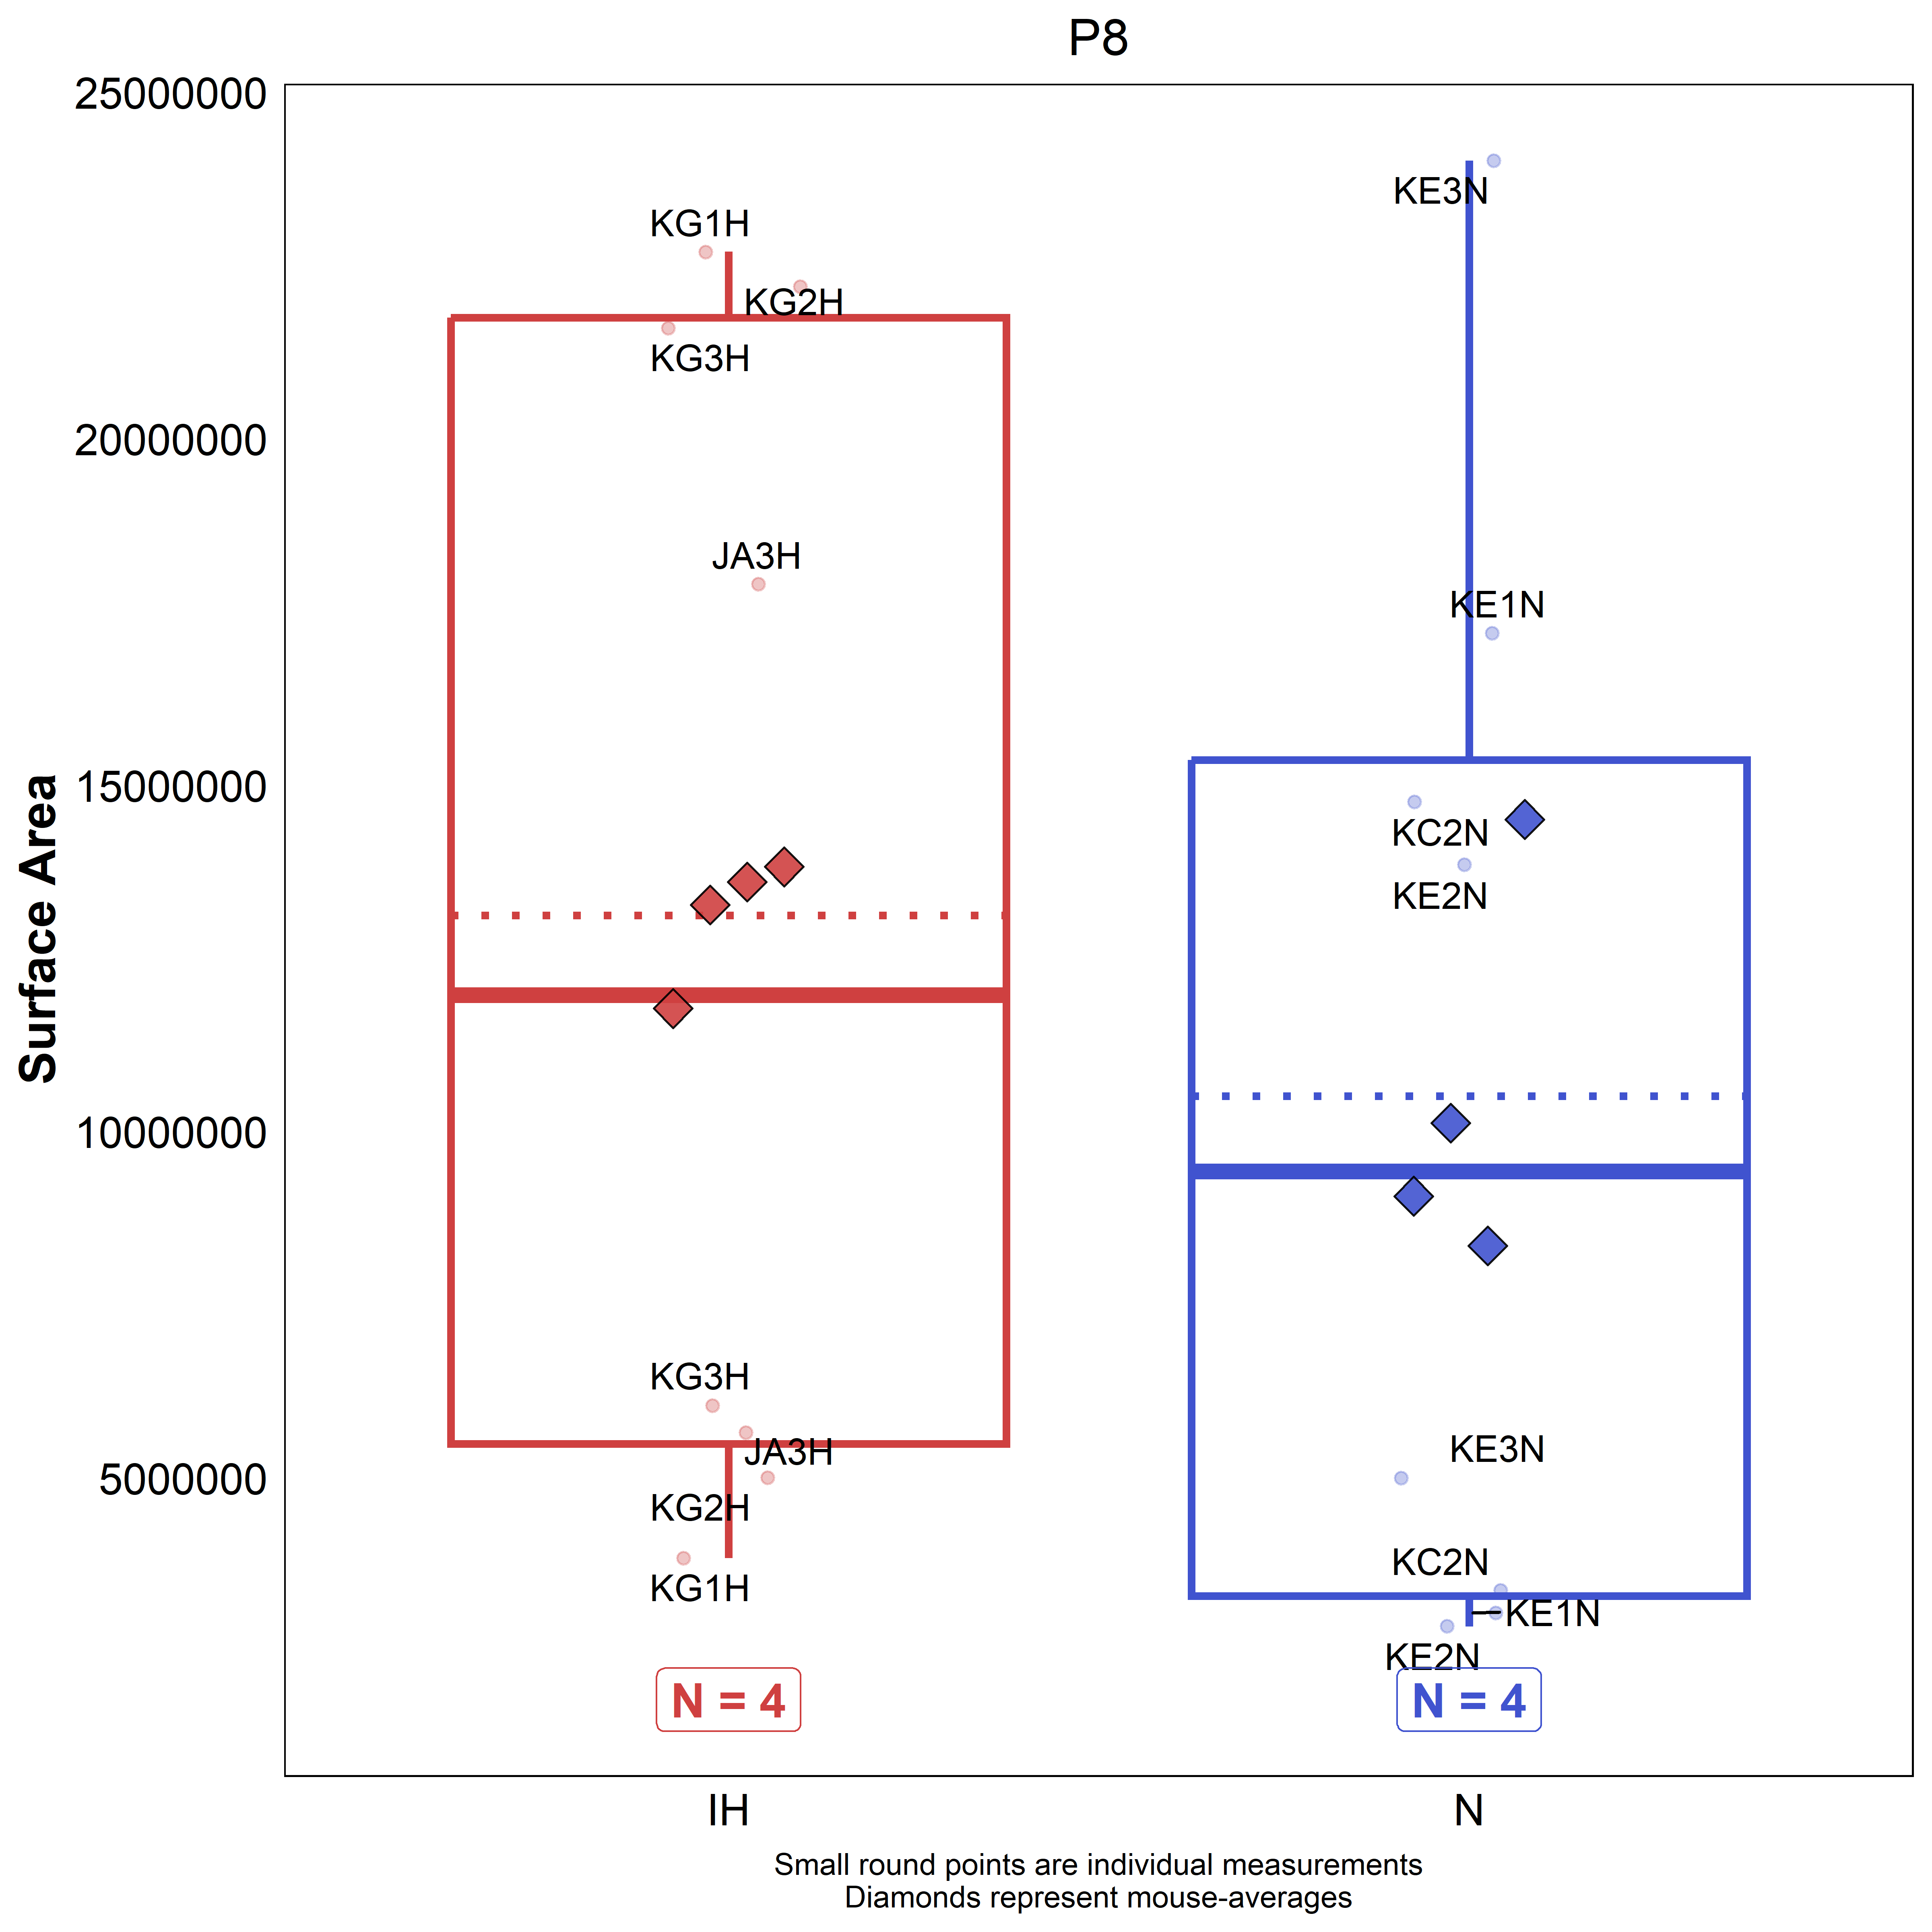 P8
25000000
20000000
15000000
10000000
5000000
Surface Area
KG1H
KG2H
KG3H
JA3H
KG3H
JA3H
KG2H
KG1H
N = 4
KE3N
KE1N
KC2N
KE2N
KE3N
KC2N
KE1N
KE2N
N = 4
IH
N
Small round points are individual measurements
Diamonds represent mouse-averages